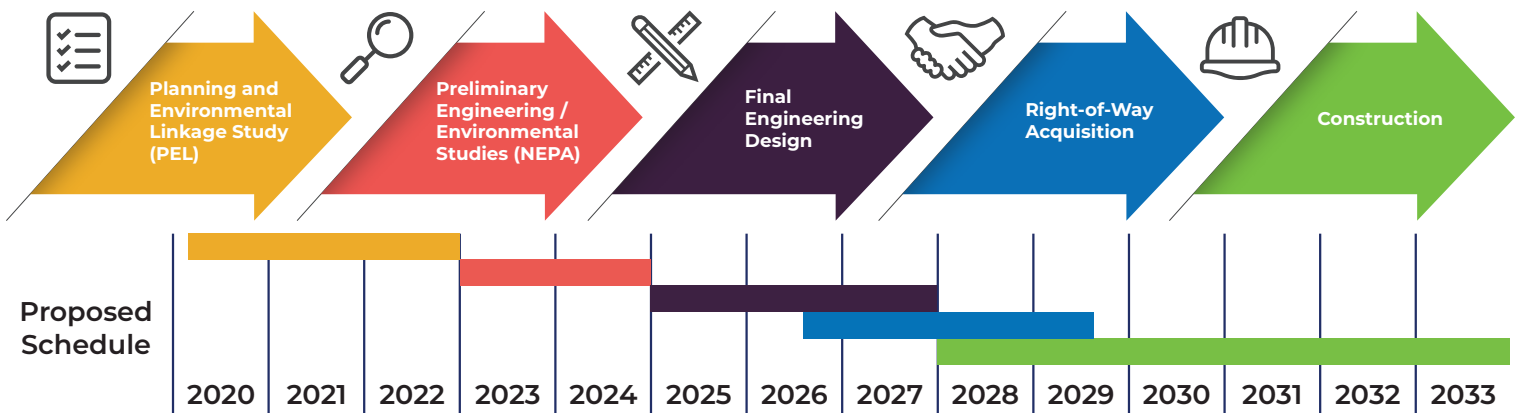 Planning and
Environmental
Linkage Study
(PEL)
Preliminary
Engineering /
Environmental
Studies (NEPA)
Final
Engineering
Design
Right-of-Way
Acquisition
Construction
Proposed
Schedule
2020 2021 2022 2023 2024 2025 2026 2027 2028 2029 2030 2031 2032 2033